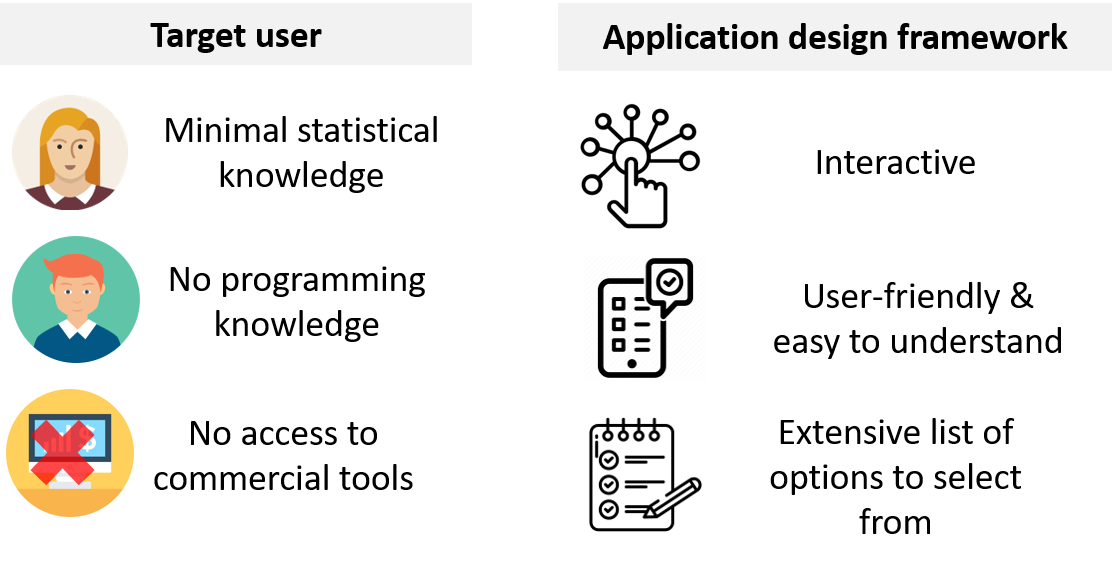 Target user
Minimal statistical
knowledge
No programming
knowledge
No access to
commercial tools
Application design framework
Interactive
User-friendly &
easy to understand
Extensive list of
options to select
from